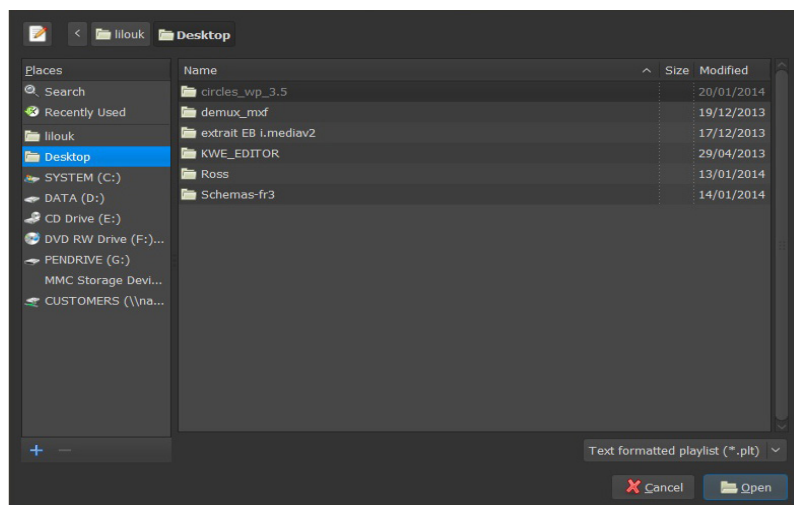 < lilouk Desktop
Places Name Size Modified
Search circles_wp_3.5 20/01/2014
Recently Used demux_mxf 19/12/2013
lilouk extrait EB i.mediav2 17/12/2013
Desktop KWE_EDITOR 29/04/2013
SYSTEM (C:) Ross 13/01/2014
DATA (D:) Schemas-fr3 14/01/2014
CD Drive (E:)
DVD RW Drive (F:)...
PENDRIVE (G:)
MMC Storage Devi...
CUSTOMERS (\\na...
Text formatted playlist (*.plt)
Cancel Open